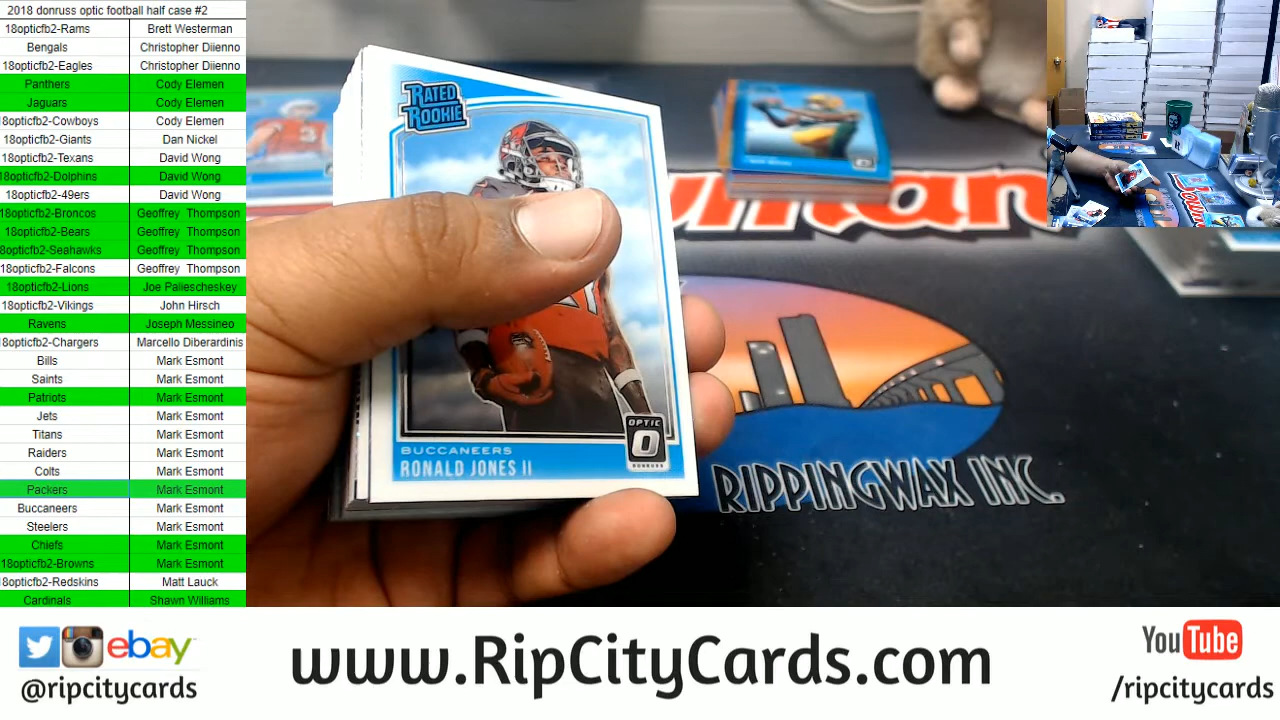 2018 donruss optic football half case #2
18opticfb2-Rams Brett Westerman
Bengals Christopher Diienno
18opticfb2-Eagles Christopher Diienno
Panthers Cody Elemen
Jaguars Cody Elemen
18opticfb2-Cowboys Cody Elemen
18opticfb2-Giants Dan Nickel
18opticfb2-Texans David Wong
18opticfb2-Dolphins David Wong
18opticfb2-49ers David Wong
18opticfb2-Broncos Geoffrey Thompson
18opticfb2-Bears Geoffrey Thompson
8opticfb2-Seahawks Geoffrey Thompson
18opticfb2-Falcons Geoffrey Thompson
18opticfb2-Lions Joe Paliescheskey
18opticfb2-Vikings John Hirsch
Ravens Joseph Messineo
8opticfb2-Chargers Marcello Diberardinis
Bills Mark Esmont
Saints Mark Esmont
Patriots Mark Esmont
Jets Mark Esmont
Titans Mark Esmont
Raiders Mark Esmont
Colts Mark Esmont
Packers Mark Esmont
Buccaneers Mark Esmont
Steelers Mark Esmont
Chiefs Mark Esmont
18opticfb2-Browns Mark Esmont
8opticfb2-Redskins Matt Lauck
Cardinals Shawn Williams
RATED
ROOKIE
OPTIC
DONRUSS
BUCCANEERS
RONALD JONES II
RIPPINGWAX INC.
ebay
@ripcitycards
www.RipCityCards.com
YouTube
/ripcitycards